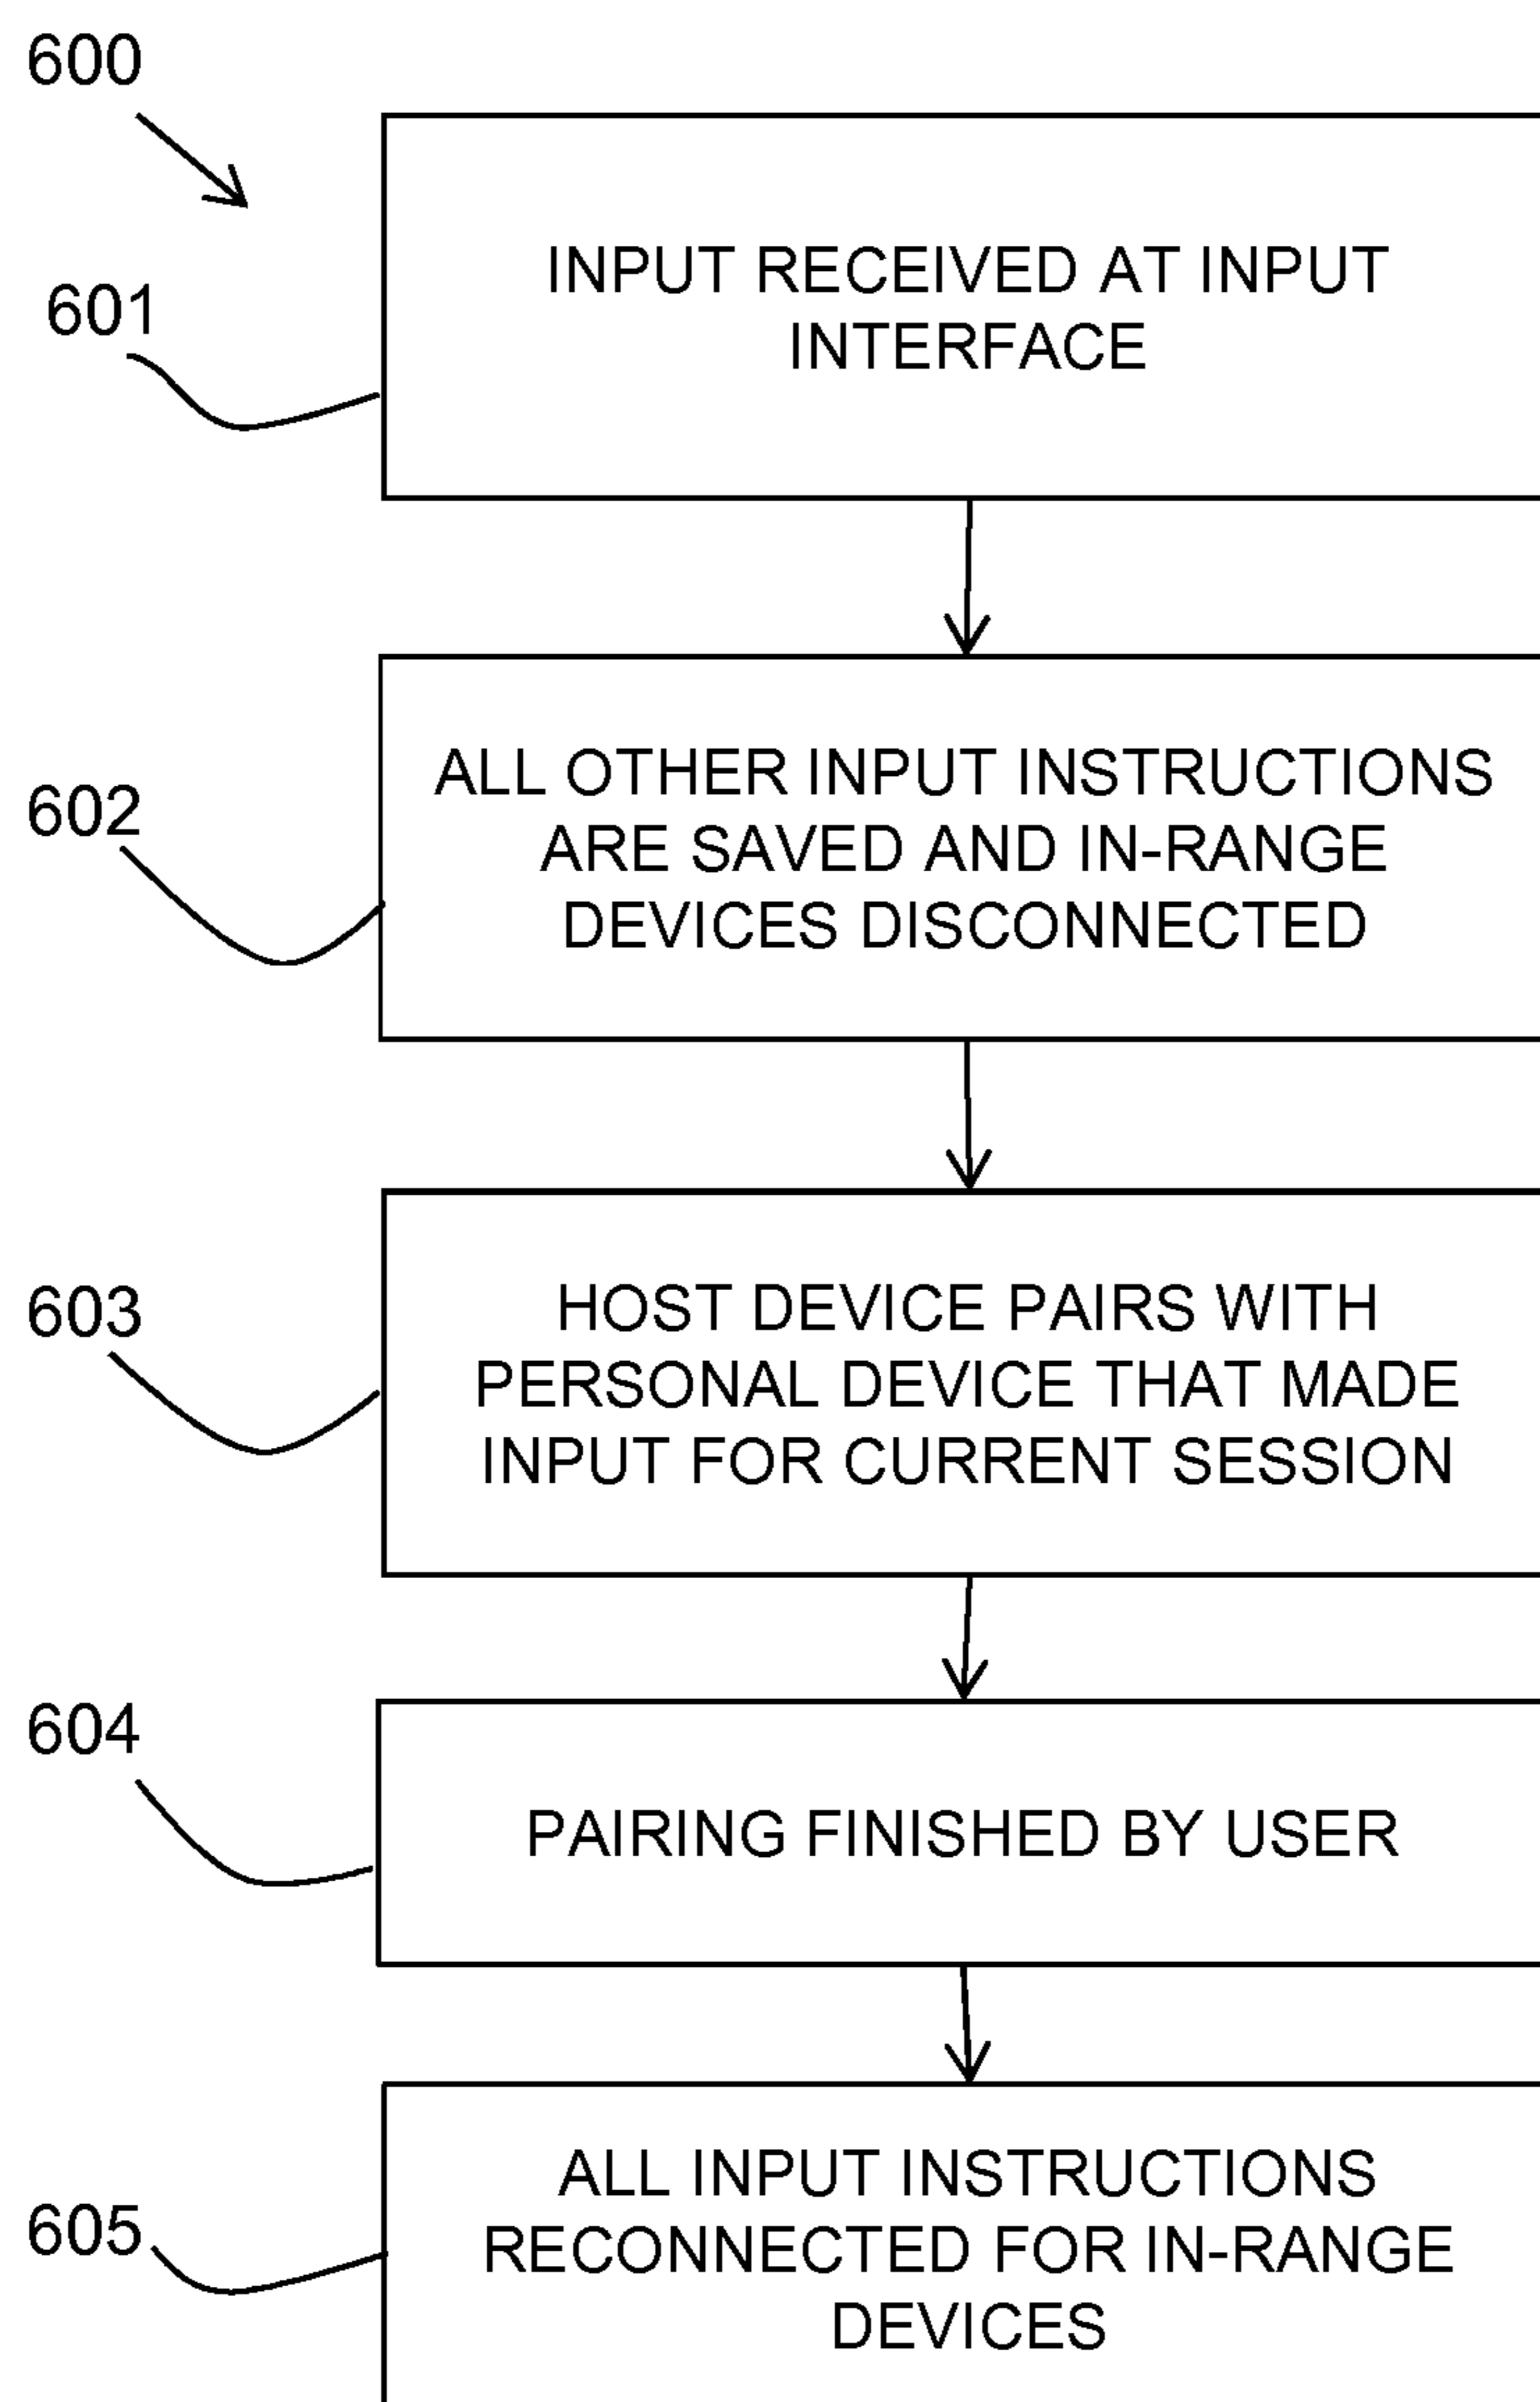 600
601
INPUT RECEIVED AT INPUT
INTERFACE
602
ALL OTHER INPUT INSTRUCTIONS
ARE SAVED AND IN-RANGE
DEVICES DISCONNECTED
603
HOST DEVICE PAIRS WITH
PERSONAL DEVICE THAT MADE
INPUT FOR CURRENT SESSION
604
PAIRING FINISHED BY USER
605
ALL INPUT INSTRUCTIONS
RECONNECTED FOR IN-RANGE
DEVICES